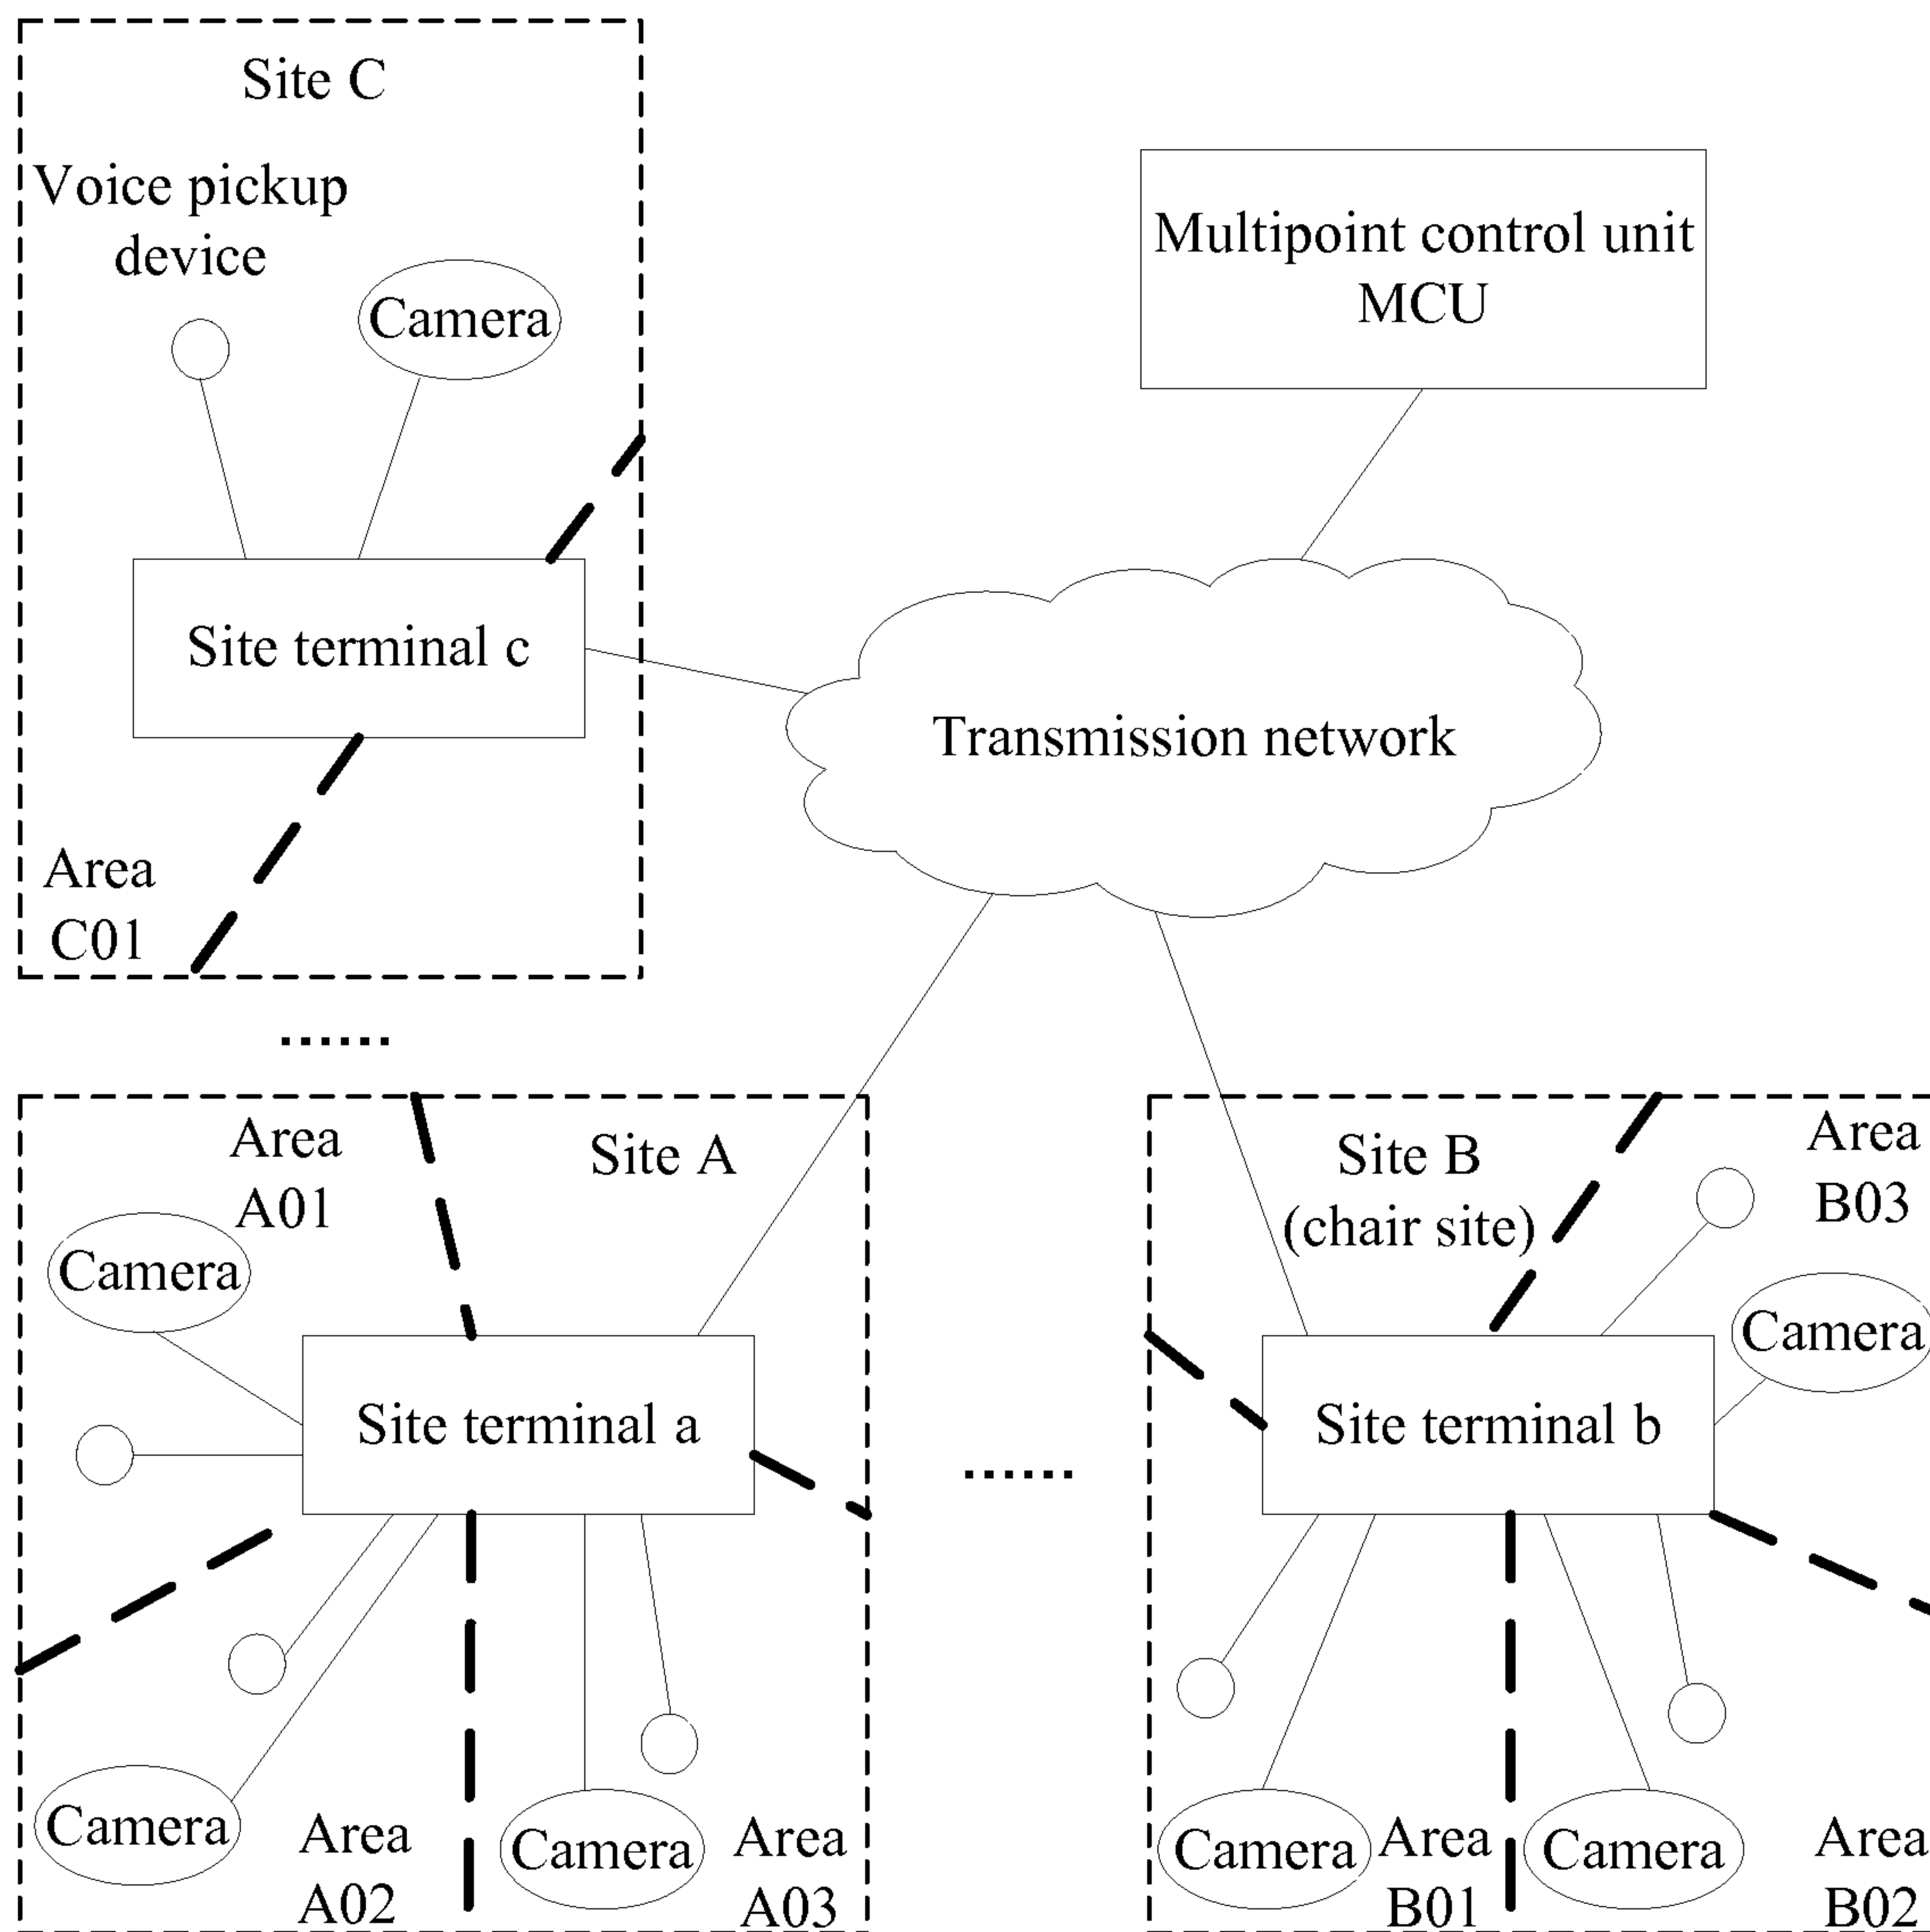 Site C
Voice pickup
device
Camera
Multipoint control unit
MCU
Site terminal c
Transmission network
Area
C01
......
Area
A01
Site A
Camera
Site terminal a
Camera
Area
A02
Camera
Area
A03
......
Site B
(chair site)
Area
B03
Camera
Site terminal b
Camera
Area
B01
Camera
Area
B02